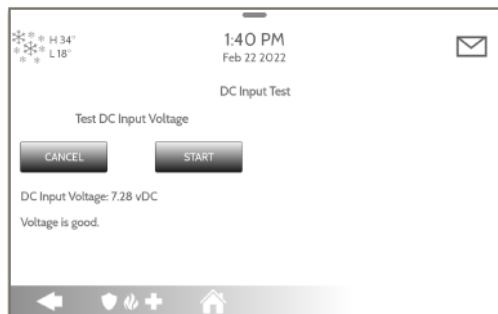 H 34°
L 18°
1:40 PM
Feb 22 2022
DC Input Test
Test DC Input Voltage
CANCEL
START
DC Input Voltage: 7.28 vDC
Voltage is good.